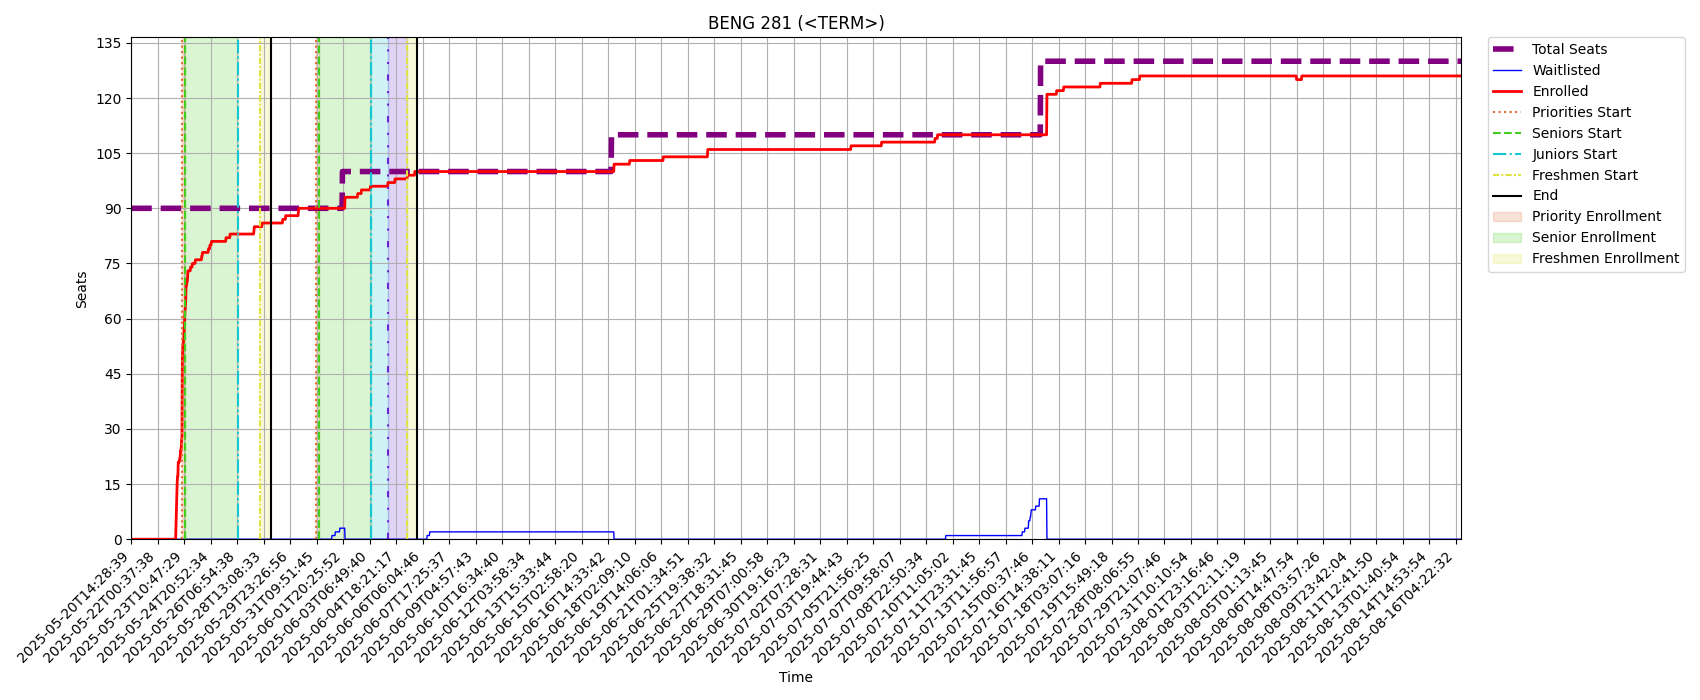 BENG 281 (<TERM>)
Total Seats
Waitlisted
Enrolled
Priorities Start
Seniors Start
Juniors Start
Freshmen Start
End
Priority Enrollment
Senior Enrollment
Freshmen Enrollment
Seats
135
120
105
90
75
60
45
30
15
0
2025-05-20T14:28:39
2025-05-22T00:37:38
2025-05-23T10:47:29
2025-05-24T20:52:34
2025-05-26T06:54:38
2025-05-28T13:08:33
2025-05-29T23:26:56
2025-05-31T09:51:45
2025-06-01T20:25:52
2025-06-03T06:49:40
2025-06-04T18:21:17
2025-06-06T06:04:46
2025-06-07T17:25:37
2025-06-09T04:57:43
2025-06-10T16:34:40
2025-06-12T03:58:34
2025-06-13T15:33:44
2025-06-15T02:58:20
2025-06-16T14:33:42
2025-06-18T02:09:10
2025-06-19T14:06:06
2025-06-21T01:34:51
2025-06-25T19:38:32
2025-06-27T18:31:45
2025-06-29T07:00:58
2025-06-30T19:16:23
2025-07-02T07:28:31
2025-07-03T19:44:43
2025-07-05T21:56:25
2025-07-07T09:58:07
2025-07-08T22:50:34
2025-07-10T11:05:02
2025-07-11T23:31:45
2025-07-13T11:56:57
2025-07-15T00:37:46
2025-07-16T14:38:11
2025-07-18T03:07:16
2025-07-19T15:49:18
2025-07-28T08:06:55
2025-07-29T21:07:46
2025-07-31T10:10:54
2025-08-01T23:16:46
2025-08-03T12:11:19
2025-08-05T01:13:45
2025-08-06T14:47:54
2025-08-08T03:57:26
2025-08-09T23:42:04
2025-08-11T12:41:50
2025-08-13T01:40:54
2025-08-14T14:53:54
2025-08-16T04:22:32
Time